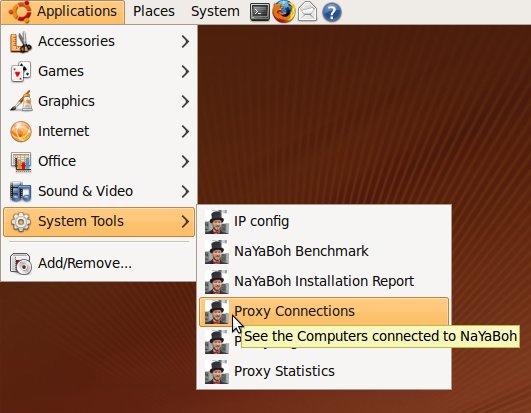 Applications Places System
Accessories
Games
Graphics
Internet
Office
Sound & Video
System Tools
Add/Remove...
IP config
NaYaBoh Benchmark
NaYaBoh Installation Report
Proxy Connections
See the Computers connected to NaYaBoh
Proxy Statistics